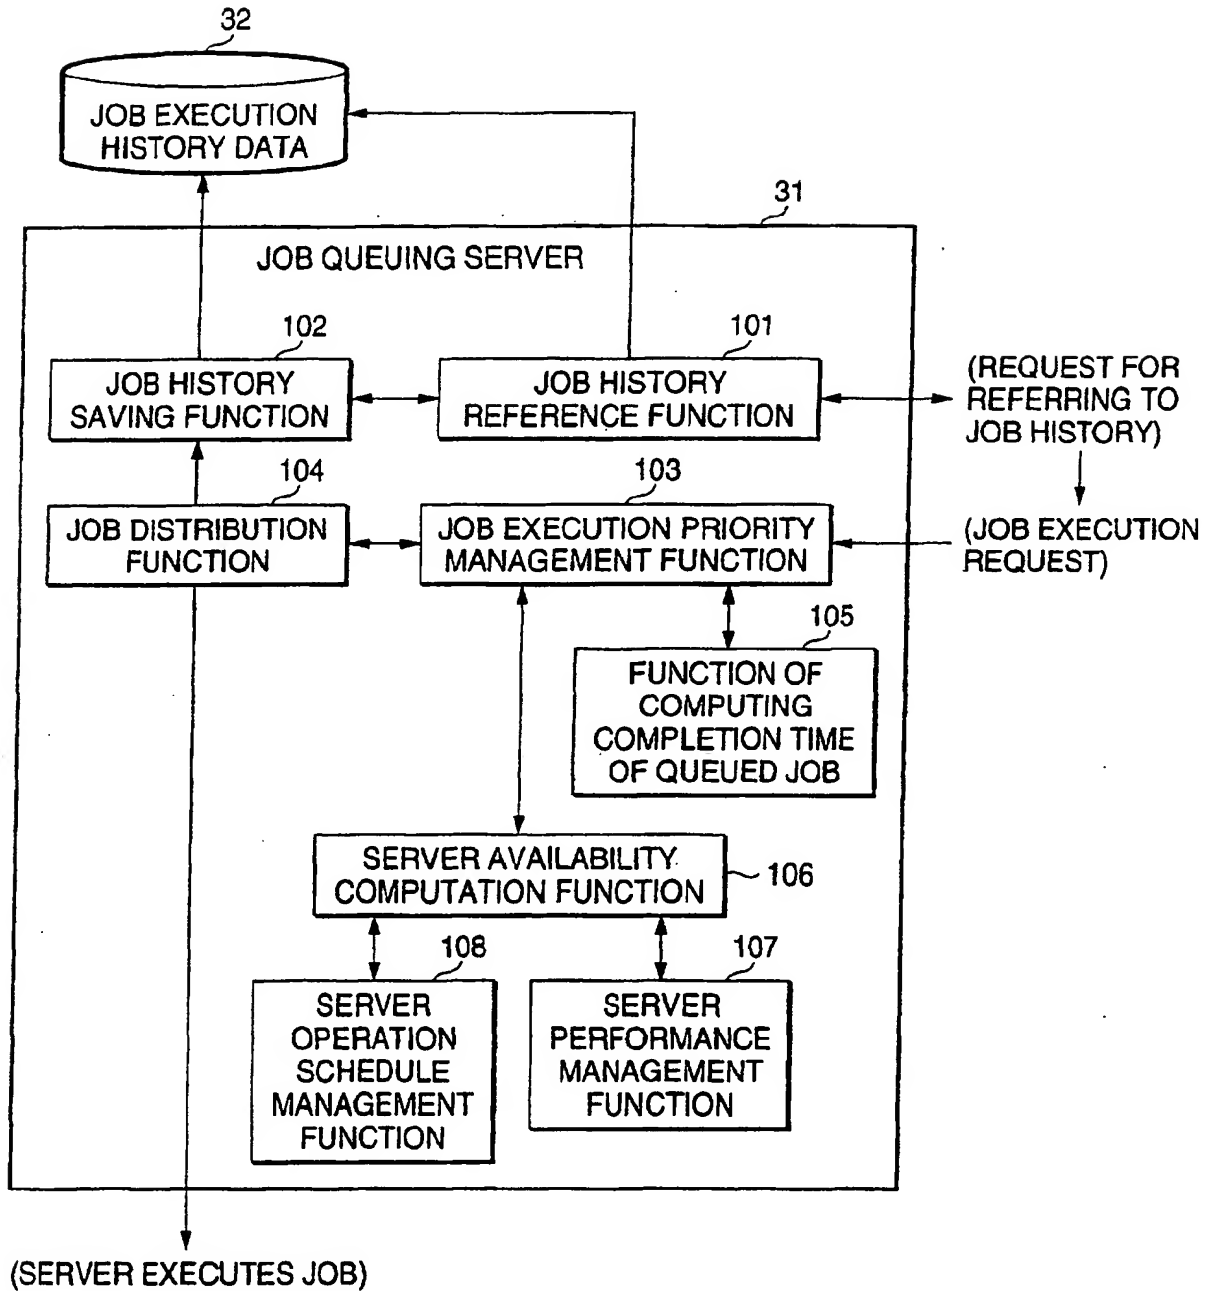 32
JOB EXECUTION
HISTORY DATA
31
JOB QUEUING SERVER
102
JOB HISTORY
SAVING FUNCTION
101
JOB HISTORY
REFERENCE FUNCTION
(REQUEST FOR
REFERRING TO
JOB HISTORY)
104
JOB DISTRIBUTION
FUNCTION
103
JOB EXECUTION PRIORITY
MANAGEMENT FUNCTION
(JOB EXECUTION
REQUEST)
105
FUNCTION OF
COMPUTING
COMPLETION TIME
OF QUEUED JOB
SERVER AVAILABILITY
COMPUTATION FUNCTION
106
108
SERVER
OPERATION
SCHEDULE
MANAGEMENT
FUNCTION
107
SERVER
PERFORMANCE
MANAGEMENT
FUNCTION
(SERVER EXECUTES JOB)